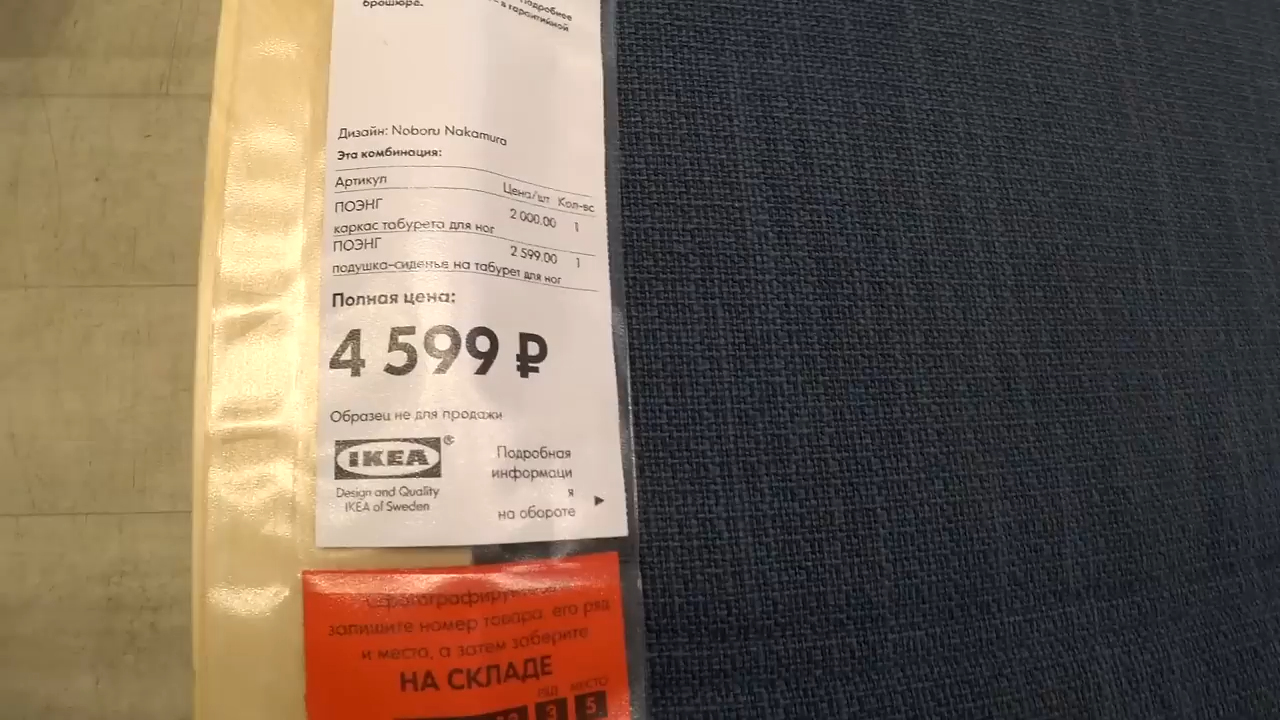 брошюре.
Подробнее
в гарантийной
Дизайн: Noboru Nakamura
Эта комбинация:
Артикул Цена/шт Кол-во
ПОЭНГ 2 000.00 1
каркас табурета для ног
ПОЭНГ 2 599.00 1
подушка-сиденье на табурет для ног
Полная цена:
4 599 ₽
Образец не для продажи
IKEA®
Design and Quality
IKEA of Sweden
Подробная
информаци
я
на обороте
запишите номер товара, его ряд
и место, а затем заберите
НА СКЛАДЕ
РЯД МЕСТО
3 5